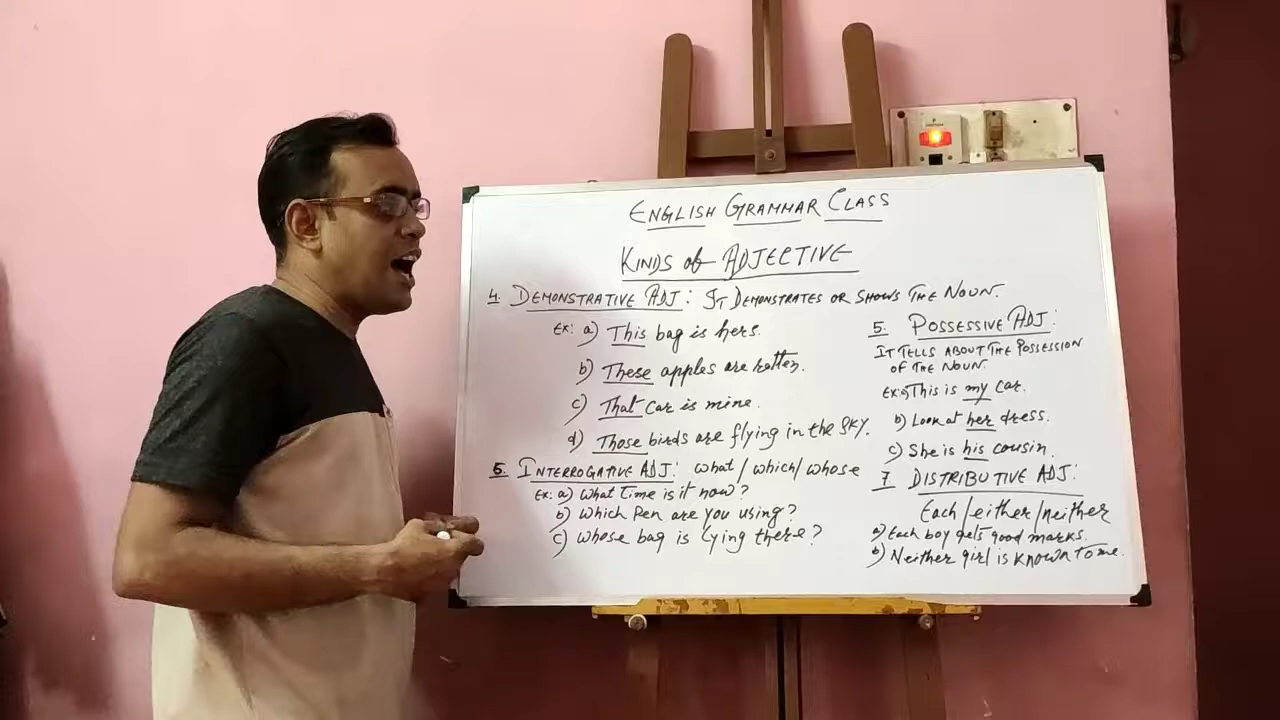 ENGLISH GRAMMAR CLASS
KINDS of ADJECTIVE
4. DEMONSTRATIVE ADJ: IT DEMONSTRATES OR SHOWS THE NOUN.
Ex: a) This bag is hers.
b) These apples are rotten.
c) That car is mine.
d) Those birds are flying in the sky.
5. POSSESSIVE ADJ:
IT TELLS ABOUT THE POSSESSION
OF THE NOUN.
Ex: a) This is my car.
b) Look at her dress.
c) She is his cousin.
6. INTERROGATIVE ADJ: what/which/whose
Ex: a) What time is it now?
b) Which Pen are you using?
c) Whose bag is lying there?
7. DISTRIBUTIVE ADJ:
Each/either/neither
a) Each boy gets good marks.
b) Neither girl is known to me.